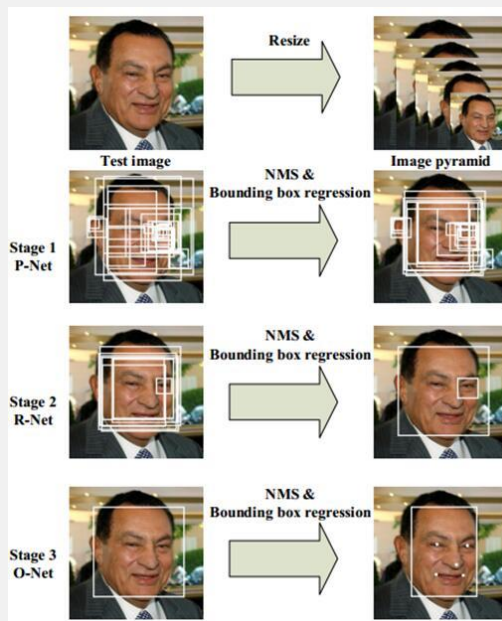 Resize
Test image
Image pyramid
NMS &
Bounding box regression
Stage 1
P-Net
NMS &
Bounding box regression
Stage 2
R-Net
NMS &
Bounding box regression
Stage 3
O-Net